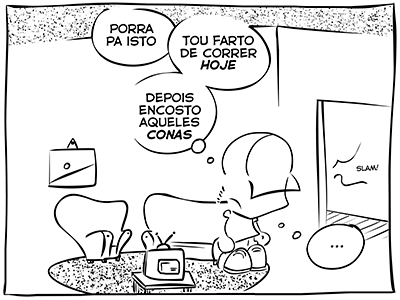 PORRA
PA ISTO
TOU FARTO
DE CORRER
HOJE
DEPOIS
ENCOSTO
AQUELES
CONAS
SLAM!
...